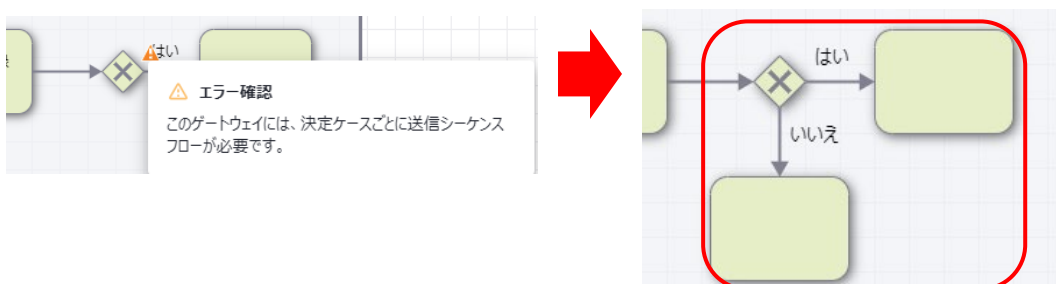 はい
エラー確認
このゲートウェイには、決定ケースごとに送信シーケンス
フローが必要です。
はい
いいえ